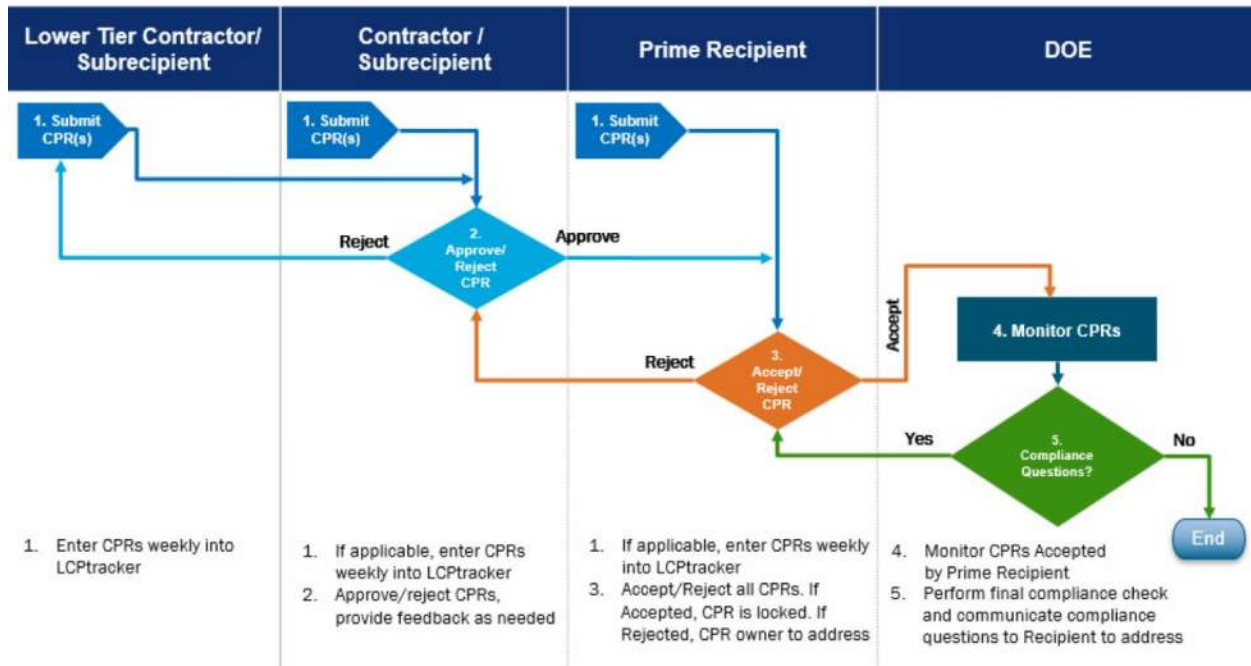 Lower Tier Contractor/
Subrecipient
Contractor /
Subrecipient
Prime Recipient
DOE
1. Submit
CPR(s)
1. Submit
CPR(s)
1. Submit
CPR(s)
Reject
2.
Approve/
Reject
CPR
Approve
Reject
3.
Accept/
Reject
CPR
Accept
4. Monitor CPRs
Yes
5.
Compliance
Questions?
No
End
1. Enter CPRs weekly into
LCPtracker
1. If applicable, enter CPRs
weekly into LCPtracker
2. Approve/reject CPRs,
provide feedback as needed
1. If applicable, enter CPRs weekly
into LCPtracker
3. Accept/Reject all CPRs. If
Accepted, CPR is locked. If
Rejected, CPR owner to address
4. Monitor CPRs Accepted
by Prime Recipient
5. Perform final compliance check
and communicate compliance
questions to Recipient to address